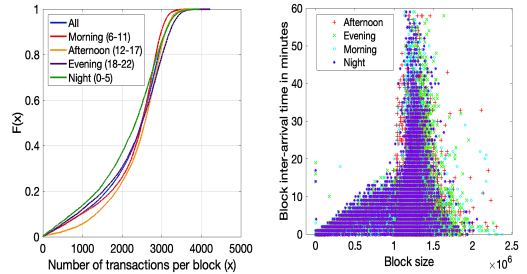 1
0.8
0.6
0.4
0.2
0
F(x)
All
Morning (6-11)
Afternoon (12-17)
Evening (18-22)
Night (0-5)
0 1000 2000 3000 4000 5000
Number of transactions per block (x)
60
50
40
30
20
10
0
Block inter-arrival time in minutes
Afternoon
Evening
Morning
Night
0 0.5 1 1.5 2 2.5
Block size
×10⁶